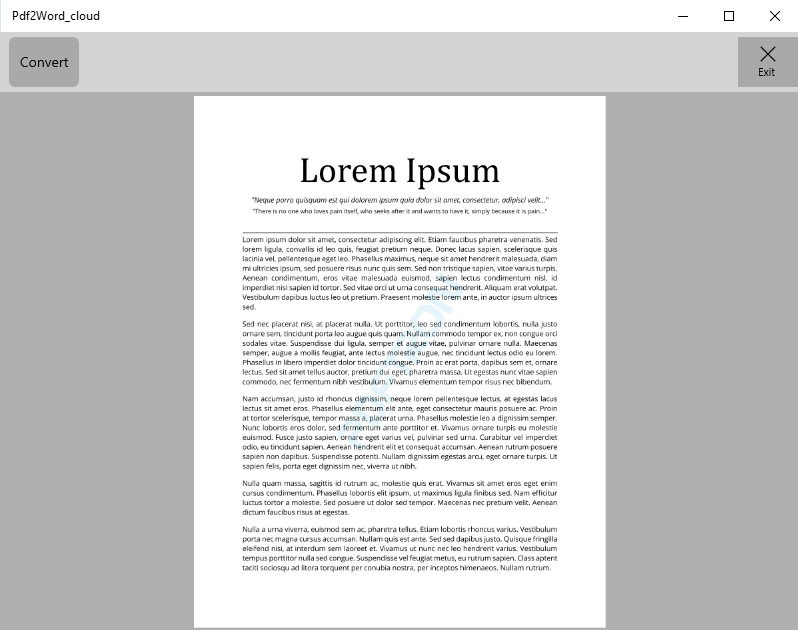 Pdf2Word_cloud
Convert
Exit
Lorem Ipsum
"Neque porro quisquam est qui dolorem ipsum quia dolor sit amet, consectetur, adipisci velit..."
"There is no one who loves pain itself, who seeks after it and wants to have it, simply because it is pain..."
Lorem ipsum dolor sit amet, consectetur adipiscing elit. Etiam faucibus pharetra venenatis. Sed
lorem ligula, convallis id leo quis, feugiat pretium neque. Donec lacus sapien, scelerisque quis
lacinia vel, pellentesque eget leo. Phasellus maximus, neque sit amet hendrerit malesuada, diam
mi ultricies ipsum, sed posuere risus nunc quis sem. Sed non tristique sapien, vitae varius turpis.
Aenean condimentum, eros vitae malesuada euismod, sapien lectus condimentum nisl, id
imperdiet nisi sapien id tortor. Sed vitae orci ut urna consequat hendrerit. Aliquam erat volutpat.
Vestibulum dapibus luctus leo ut pretium. Praesent molestie lorem ante, in auctor ipsum ultrices
sed.
Sed nec placerat nisi, at placerat nulla. Ut porttitor, leo sed condimentum lobortis, nulla justo
ornare sem, tincidunt porta leo augue quis quam. Nullam commodo tempor ex, non congue orci
sodales vitae. Suspendisse dui ligula, semper et augue vitae, pulvinar ornare nulla. Maecenas
semper, augue a mollis feugiat, ante lectus molestie augue, nec tincidunt lectus odio eu lorem.
Phasellus in libero imperdiet dolor tincidunt congue. Proin ac erat porta, dapibus sem et, ornare
lectus. Sed sit amet tellus auctor, pretium dui eget, pharetra massa. Ut egestas nunc vitae sapien
commodo, nec fermentum nibh vestibulum. Vivamus elementum tempor risus nec bibendum.
Nam accumsan, justo id rhoncus dignissim, neque lorem pellentesque lectus, at egestas lacus
lectus sit amet eros. Phasellus elementum elit ante, eget consectetur mauris posuere ac. Proin
at tortor scelerisque, tempor massa a, placerat urna. Phasellus molestie leo a dignissim semper.
Nunc lobortis eros dolor, sed fermentum ante porttitor et. Vivamus ornare turpis eu molestie
euismod. Fusce justo sapien, ornare eget varius vel, pulvinar sed urna. Curabitur vel imperdiet
odio, eu tincidunt sapien. Aenean hendrerit elit et consequat accumsan. Aenean rutrum posuere
sapien non dapibus. Suspendisse potenti. Nullam dignissim egestas arcu, eget ornare turpis. Ut
sapien felis, porta eget dignissim nec, viverra ut nibh.
Nulla quam massa, sagittis id rutrum ac, molestie quis erat. Vivamus sit amet eros eget enim
cursus condimentum. Phasellus lobortis elit ipsum, ut maximus ligula finibus sed. Nam efficitur
luctus tortor a molestie. Sed posuere ut dolor sed tempor. Maecenas nec pretium velit. Aenean
dictum faucibus risus at egestas.
Nulla a urna viverra, euismod sem ac, pharetra tellus. Etiam lobortis rhoncus varius. Vestibulum
porta nec magna cursus accumsan. Nullam quis est ante. Sed sed dapibus justo. Quisque fringilla
eleifend nisi, at interdum sem laoreet et. Vivamus ut nunc nec leo hendrerit varius. Vestibulum
tempus porttitor nulla sed congue. Suspendisse vel feugiat metus, eu rutrum sapien. Class aptent
taciti sociosqu ad litora torquent per conubia nostra, per inceptos himenaeos. Nullam rutrum.